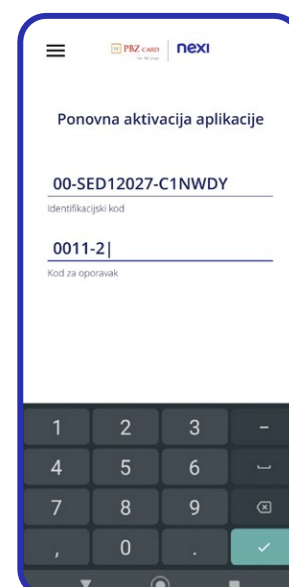 PBZ CARD nexi
Ponovna aktivacija aplikacije
00-SED12027-C1NWDY
Identifikacijski kod
0011-2
Kod za oporavak
1 2 3 -
4 5 6
7 8 9
, 0 .